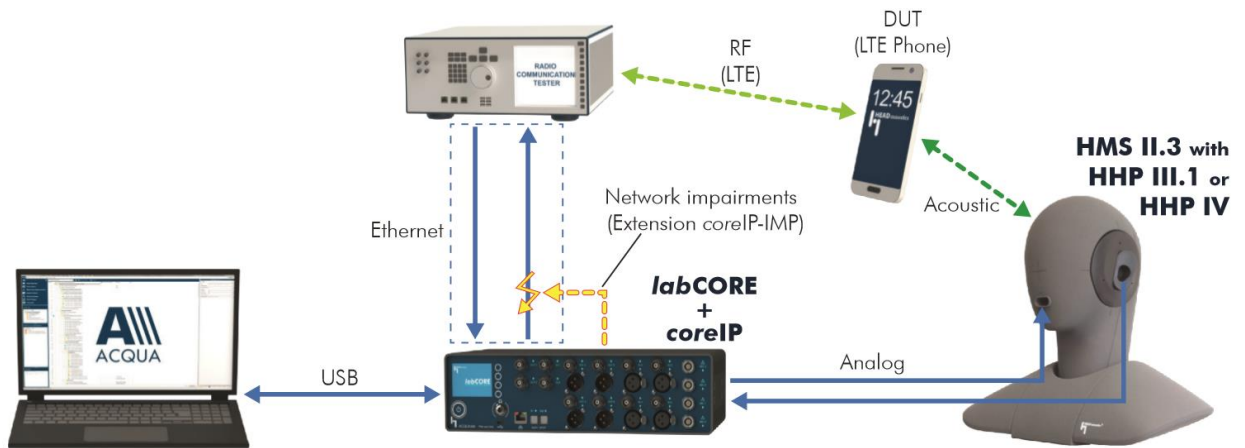 DUT
(LTE Phone)
RF
(LTE)
RADIO
COMMUNICATION
TESTER
12:45
HEAD acoustics
HMS II.3 with
HHP III.1 or
HHP IV
Network impairments
(Extension coreIP-IMP)
Acoustic
Ethernet
labCORE
+
coreIP
ACQUA
USB
labCORE
Analog